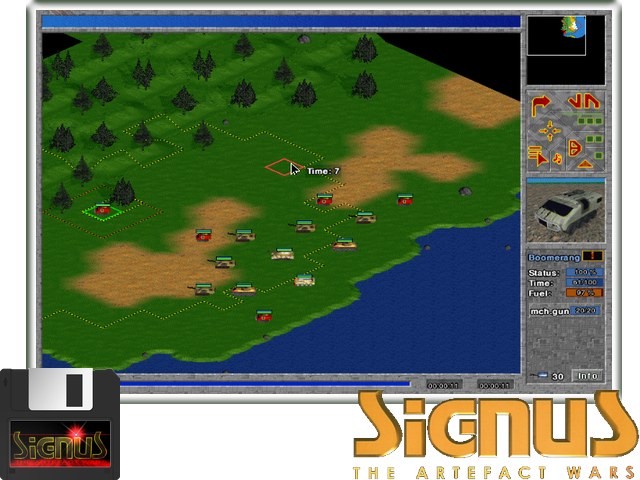 Time: 7
Boomerang
Status: 100 %
Time: 61/100
Fuel: 97 %
mch.gun 20/20
30 Info
00:00:11 00:00:11
SIGNUS
SIGNUS
THE ARTEFACT WARS